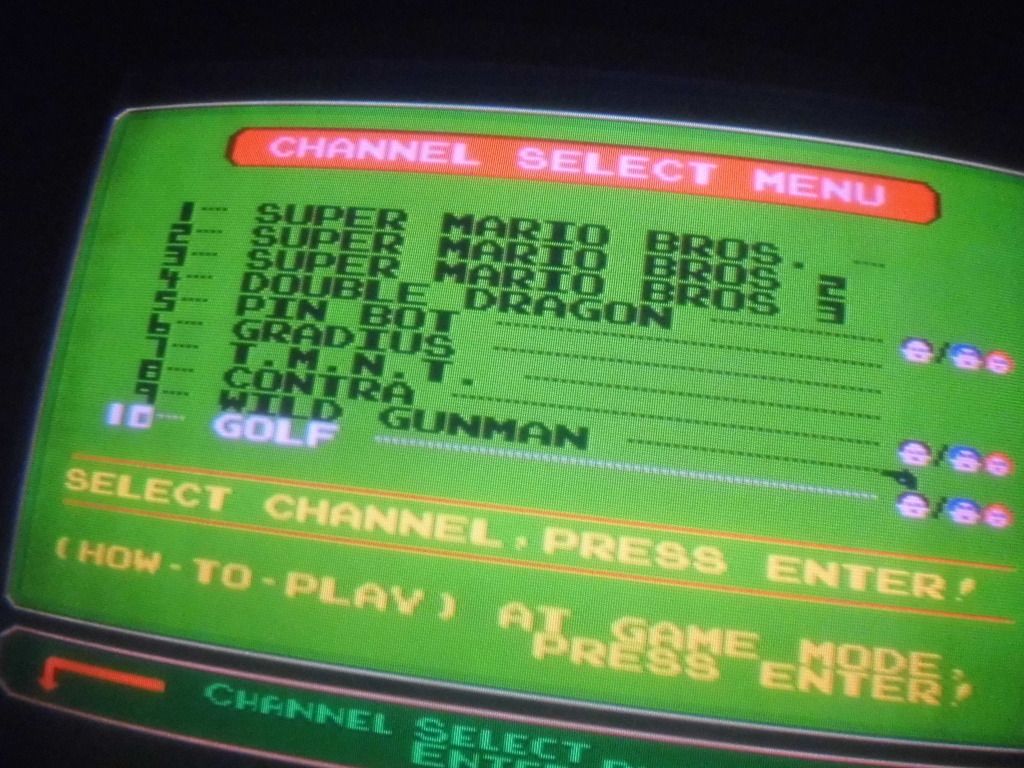 CHANNEL SELECT MENU
1 SUPER MARIO BROS.
2 SUPER MARIO BROS 2
3 SUPER MARIO BROS 3
4 DOUBLE DRAGON
5 PIN BOT
6 GRADIUS
7 T.M.N.T.
8 CONTRA
9 WILD GUNMAN
10 GOLF
SELECT CHANNEL, PRESS ENTER!
(HOW-TO-PLAY) AT GAME MODE,
PRESS ENTER!
CHANNEL SELECT